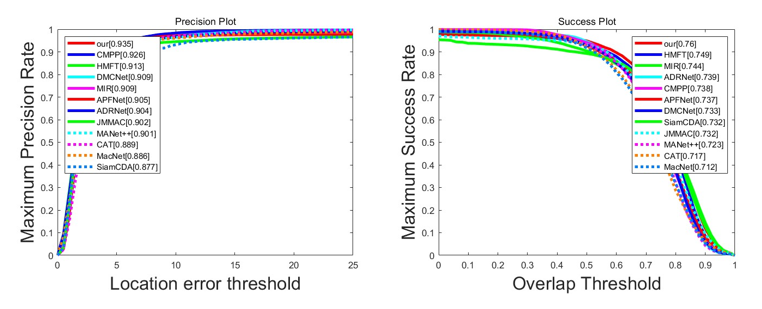 Precision Plot
Maximum Precision Rate
1
0.9
0.8
0.7
0.6
0.5
0.4
0.3
0.2
0.1
0
our[0.935]
CMPP[0.926]
HMFT[0.913]
DMCNet[0.909]
MIR[0.909]
APFNet[0.905]
ADRNet[0.904]
JMMAC[0.902]
MANet++[0.901]
CAT[0.889]
MacNet[0.886]
SiamCDA[0.877]
0 5 10 15 20 25
Location error threshold
Success Plot
Maximum Success Rate
1
0.9
0.8
0.7
0.6
0.5
0.4
0.3
0.2
0.1
0
our[0.76]
HMFT[0.749]
MIR[0.744]
ADRNet[0.739]
CMPP[0.738]
APFNet[0.737]
DMCNet[0.733]
SiamCDA[0.732]
JMMAC[0.732]
MANet++[0.723]
CAT[0.717]
MacNet[0.712]
0 0.1 0.2 0.3 0.4 0.5 0.6 0.7 0.8 0.9 1
Overlap Threshold